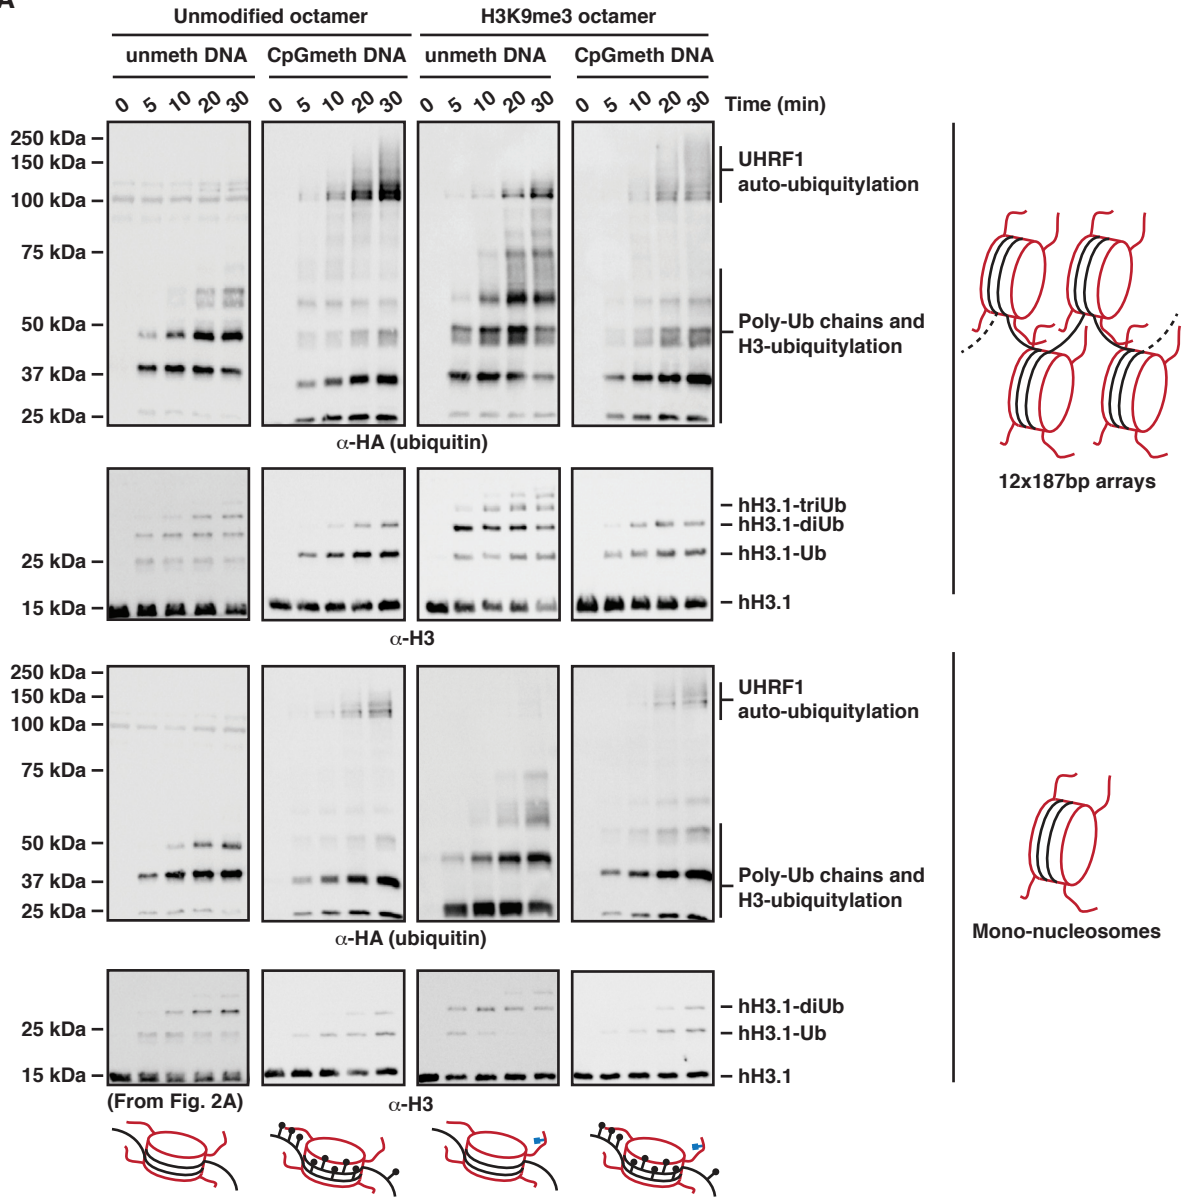 A
Unmodified octamer H3K9me3 octamer
unmeth DNA CpGmeth DNA unmeth DNA CpGmeth DNA
0 5 10 20 30 0 5 10 20 30 0 5 10 20 30 0 5 10 20 30 Time (min)
250 kDa
150 kDa
100 kDa
75 kDa
50 kDa
37 kDa
25 kDa
UHRF1
auto-ubiquitylation
Poly-Ub chains and
H3-ubiquitylation
α-HA (ubiquitin)
12x187bp arrays
hH3.1-triUb
hH3.1-diUb
hH3.1-Ub
hH3.1
25 kDa
15 kDa
α-H3
250 kDa
150 kDa
100 kDa
75 kDa
50 kDa
37 kDa
25 kDa
UHRF1
auto-ubiquitylation
Poly-Ub chains and
H3-ubiquitylation
α-HA (ubiquitin)
Mono-nucleosomes
25 kDa
15 kDa
hH3.1-diUb
hH3.1-Ub
hH3.1
(From Fig. 2A) α-H3